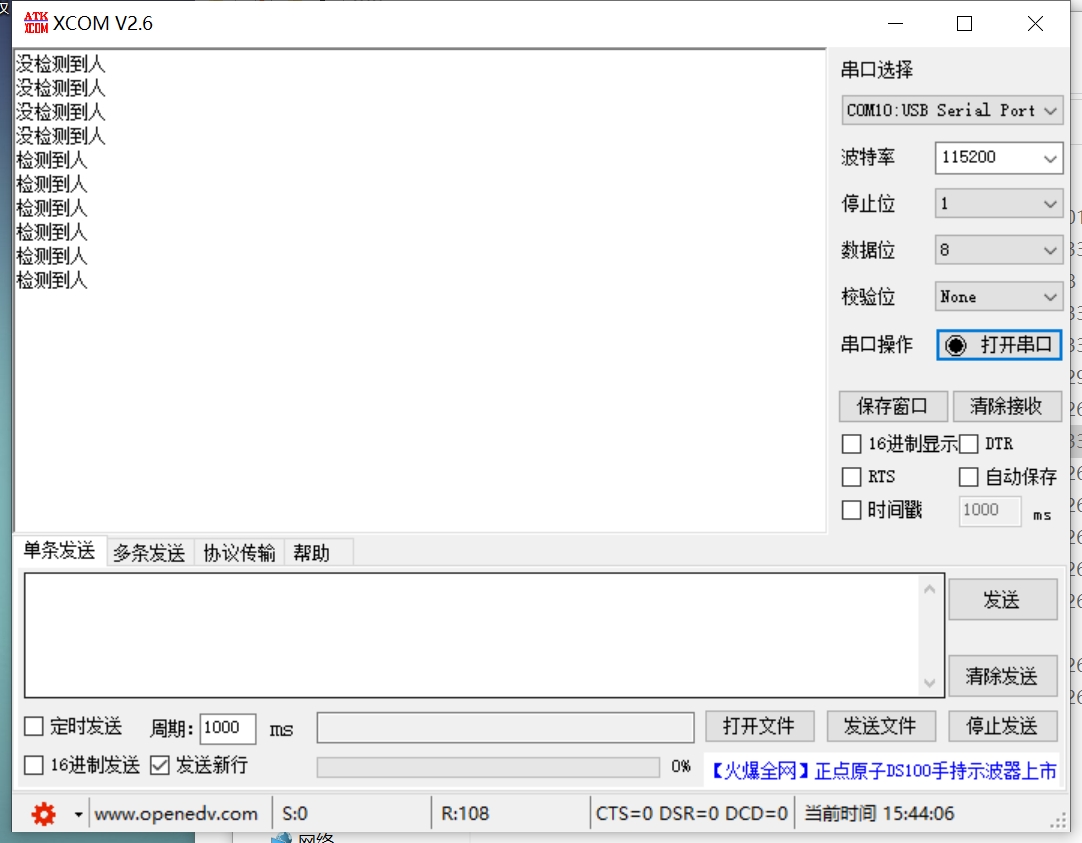 ATK XCOM XCOM V2.6
没检测到人
没检测到人
没检测到人
没检测到人
检测到人
检测到人
检测到人
检测到人
检测到人
检测到人
串口选择
COM10:USB Serial Port
波特率 115200
停止位 1
数据位 8
校验位 None
串口操作 打开串口
保存窗口 清除接收
16进制显示 DTR
RTS 自动保存
时间戳 1000 ms
单条发送 多条发送 协议传输 帮助
发送
清除发送
定时发送 周期: 1000 ms 打开文件 发送文件 停止发送
16进制发送 发送新行 0% 【火爆全网】正点原子DS100手持示波器上市
www.openedv.com S:0 R:108 CTS=0 DSR=0 DCD=0 当前时间 15:44:06
网络